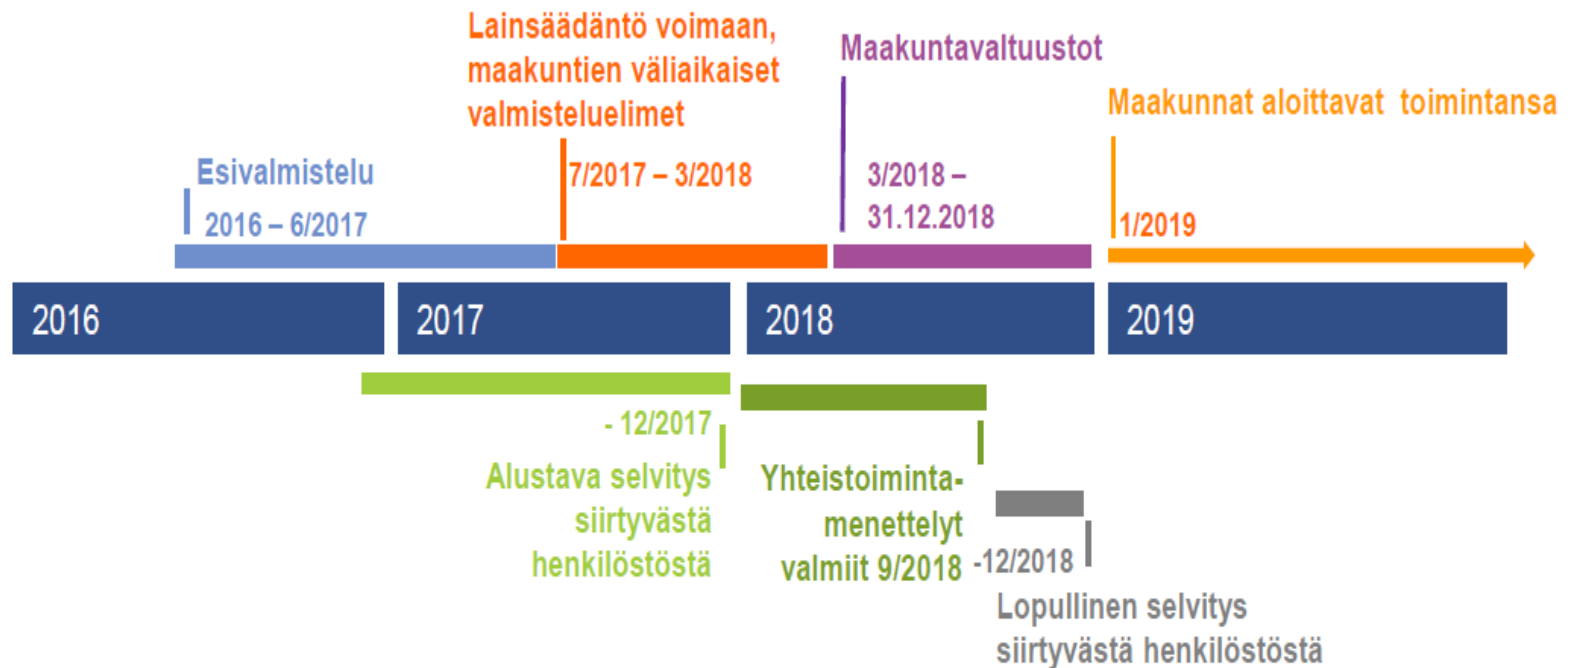 Lainsäädäntö voimaan,
maakuntien väliaikaiset
valmisteluelimet
7/2017 – 3/2018
Maakuntavaltuustot
3/2018 –
31.12.2018
Maakunnat aloittavat toimintansa
1/2019
Esivalmistelu
2016 – 6/2017
2016
2017
2018
2019
- 12/2017
Alustava selvitys
siirtyvästä
henkilöstöstä
Yhteistoiminta-
menettelyt
valmiit 9/2018
-12/2018
Lopullinen selvitys
siirtyvästä henkilöstöstä